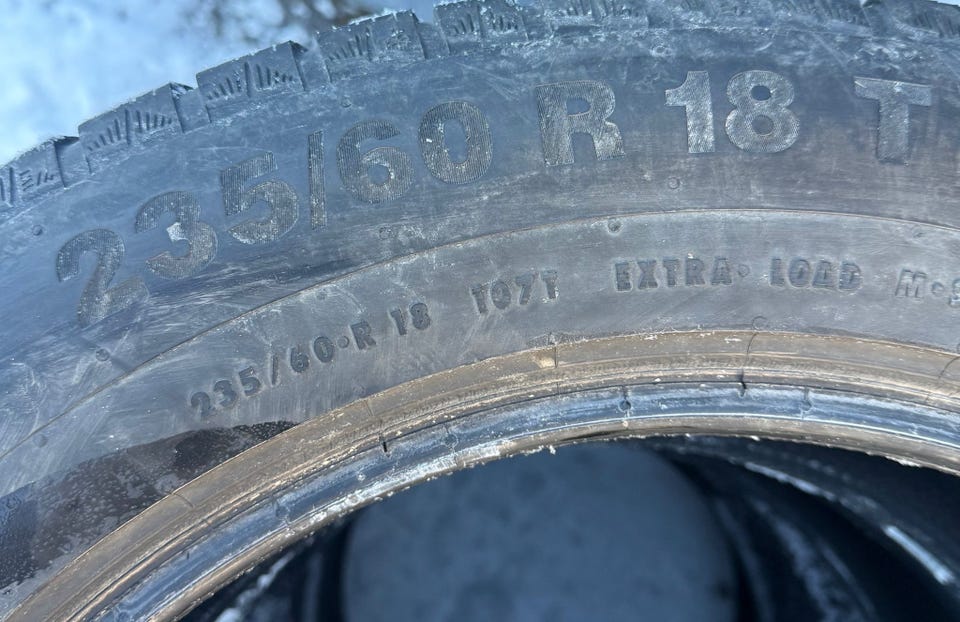 235/60 R 18 T
235/60·R 18 107T EXTRA· LOAD M·S